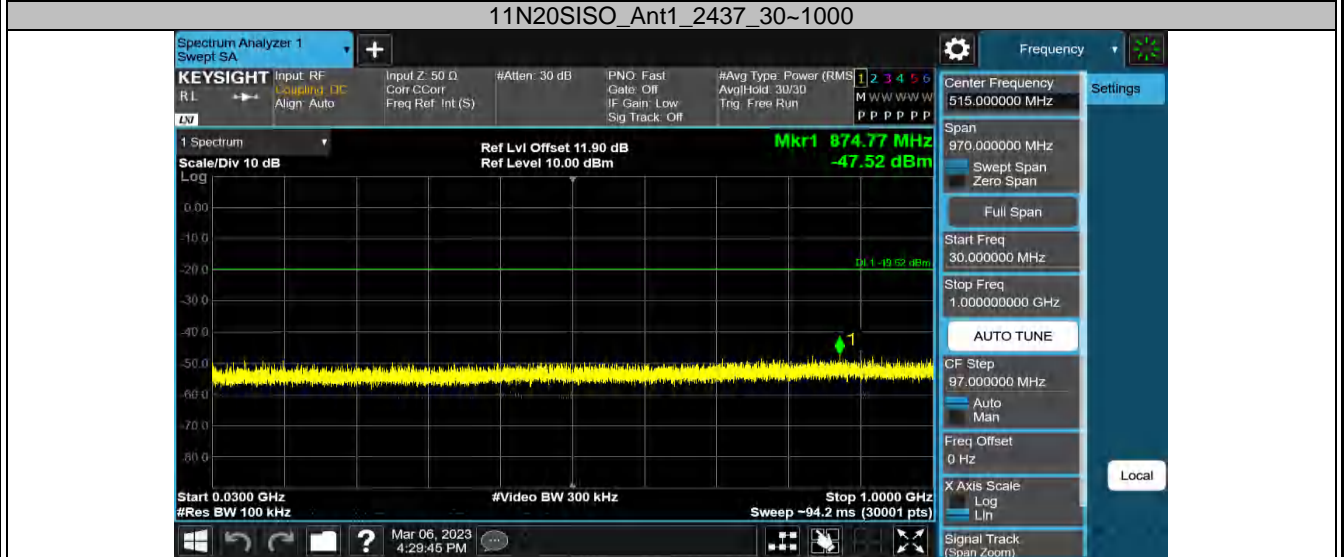 11N20SISO_Ant1_2437_30~1000
Spectrum Analyzer 1
Swept SA
+
Frequency
KEYSIGHT
RL
LXI
Input: RF
Coupling: DC
Align: Auto
Input Z: 50 Ω
Corr CCorr
Freq Ref: Int (S)
#Atten: 30 dB
PNO: Fast
Gate: Off
IF Gain: Low
Sig Track: Off
#Avg Type: Power (RMS
Avg|Hold: 30/30
Trig: Free Run
1 2 3 4 5 6
M W W W W W
P P P P P P
1 Spectrum
Scale/Div 10 dB
Log
Ref Lvl Offset 11.90 dB
Ref Level 10.00 dBm
Mkr1 874.77 MHz
-47.52 dBm
0.00
-10.0
-20.0
-30.0
-40.0
-50.0
-60.0
-70.0
-80.0
DL1 -19.52 dBm
1
Start 0.0300 GHz
#Res BW 100 kHz
#Video BW 300 kHz
Stop 1.0000 GHz
Sweep ~94.2 ms (30001 pts)
?
Mar 06, 2023
4:29:45 PM
Center Frequency
515.000000 MHz
Settings
Span
970.000000 MHz
Swept Span
Zero Span
Full Span
Start Freq
30.000000 MHz
Stop Freq
1.000000000 GHz
AUTO TUNE
CF Step
97.000000 MHz
Auto
Man
Freq Offset
0 Hz
X Axis Scale
Log
Lin
Local
Signal Track
(Span Zoom)